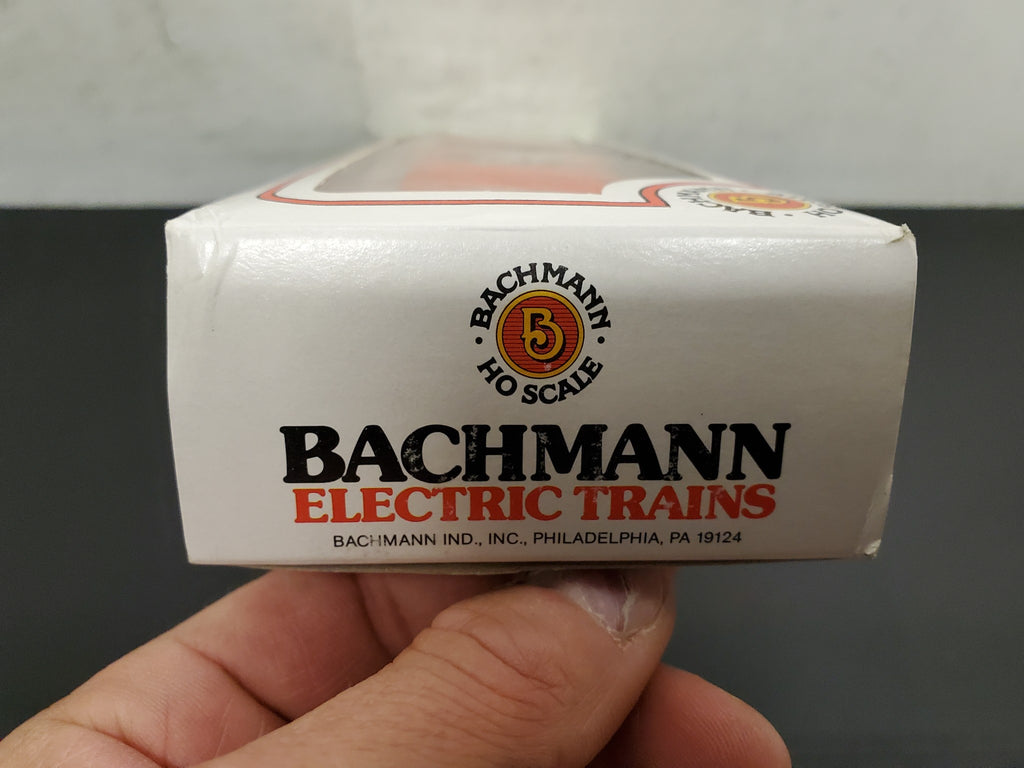 BACHMANN
B
HO SCALE
BACHMANN
ELECTRIC TRAINS
BACHMANN IND., INC., PHILADELPHIA, PA 19124